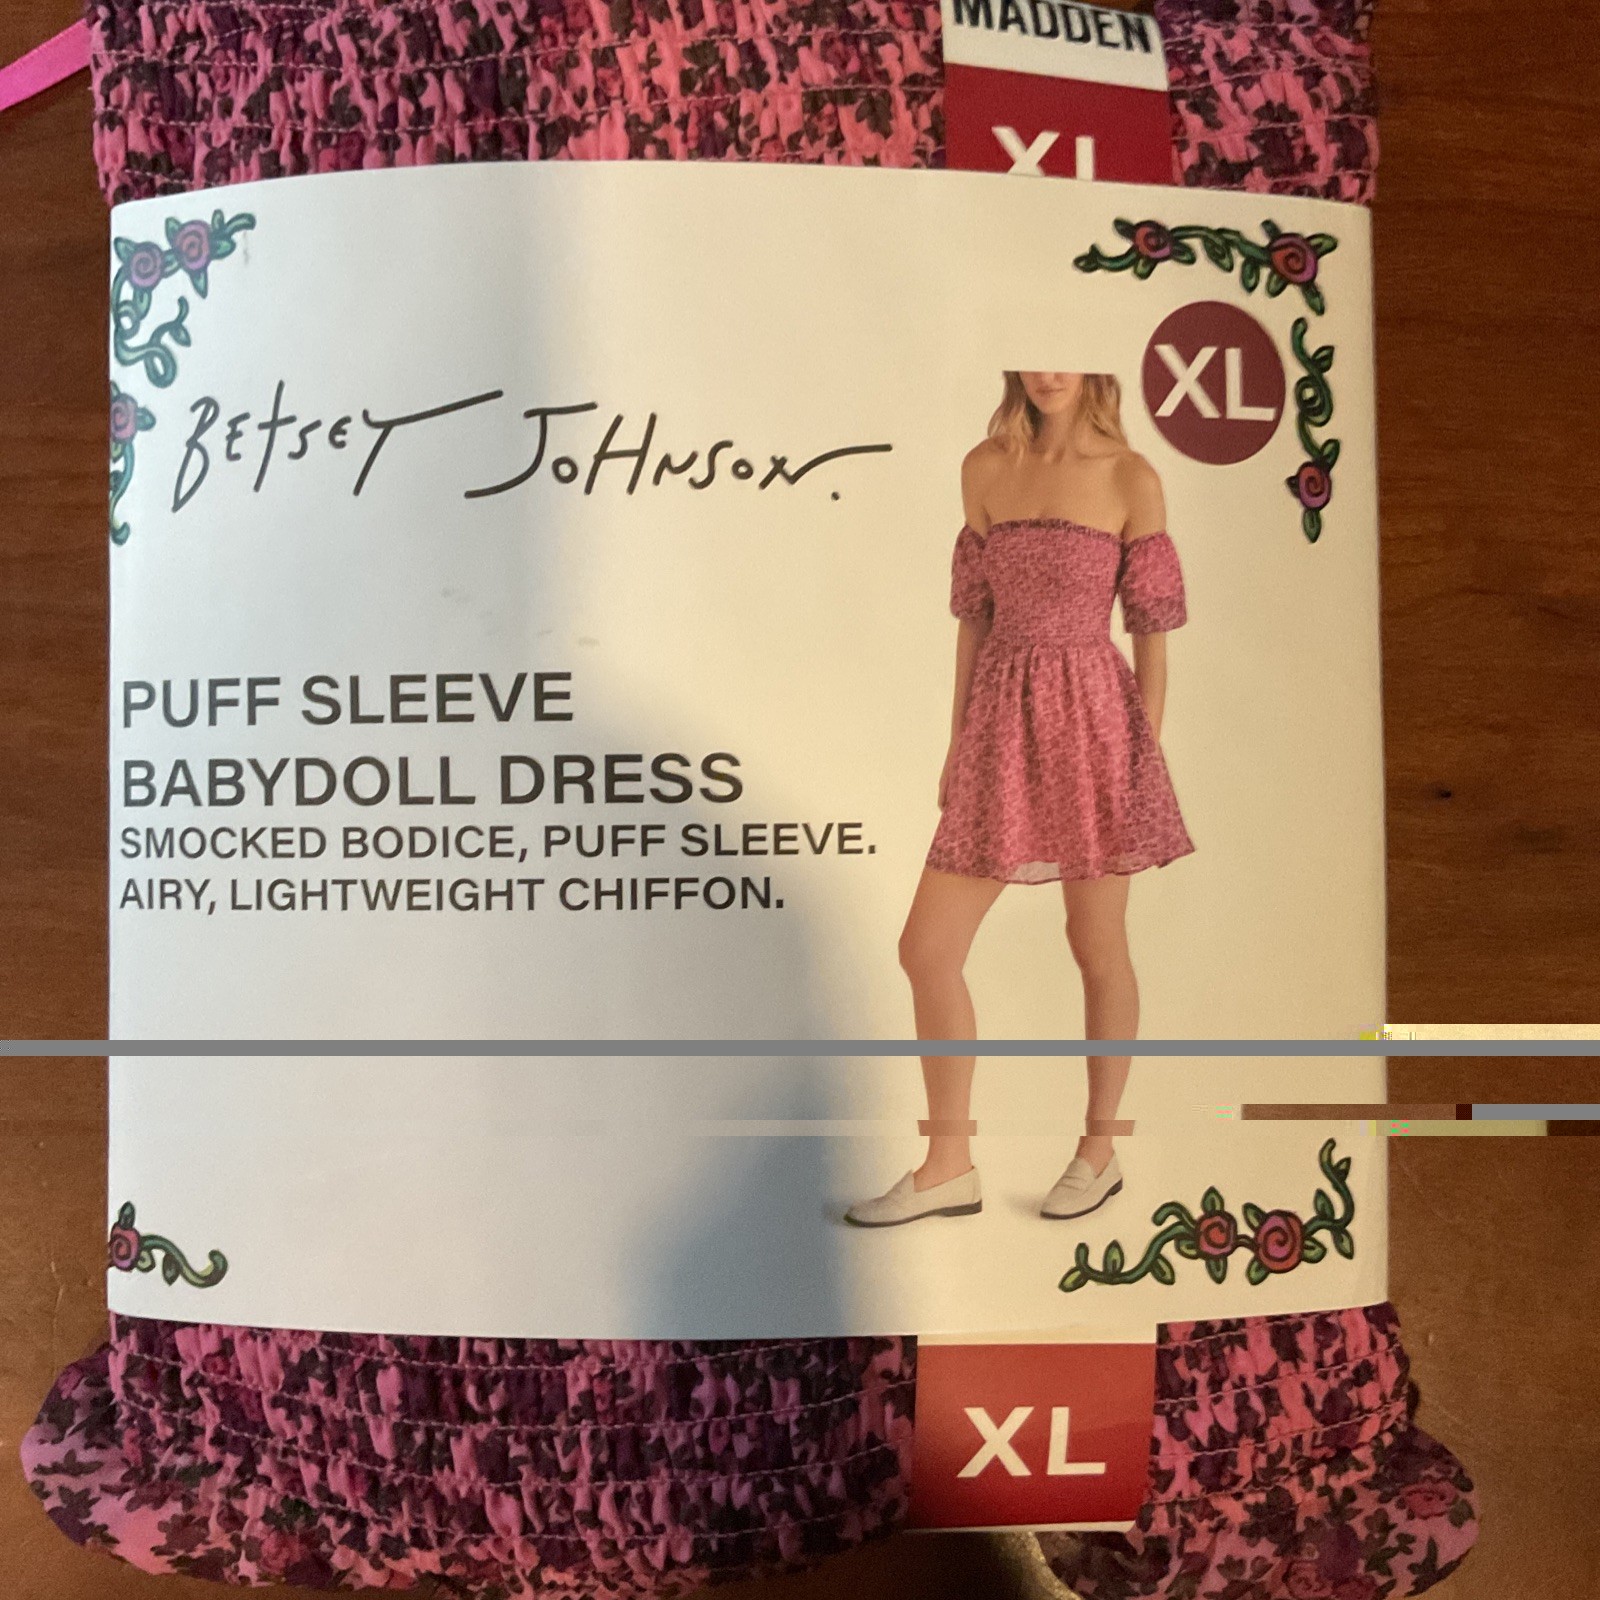 MADDEN
XL
XL
BETSEY JOHNSON.
PUFF SLEEVE
BABYDOLL DRESS
SMOCKED BODICE, PUFF SLEEVE.
AIRY, LIGHTWEIGHT CHIFFON.
XL